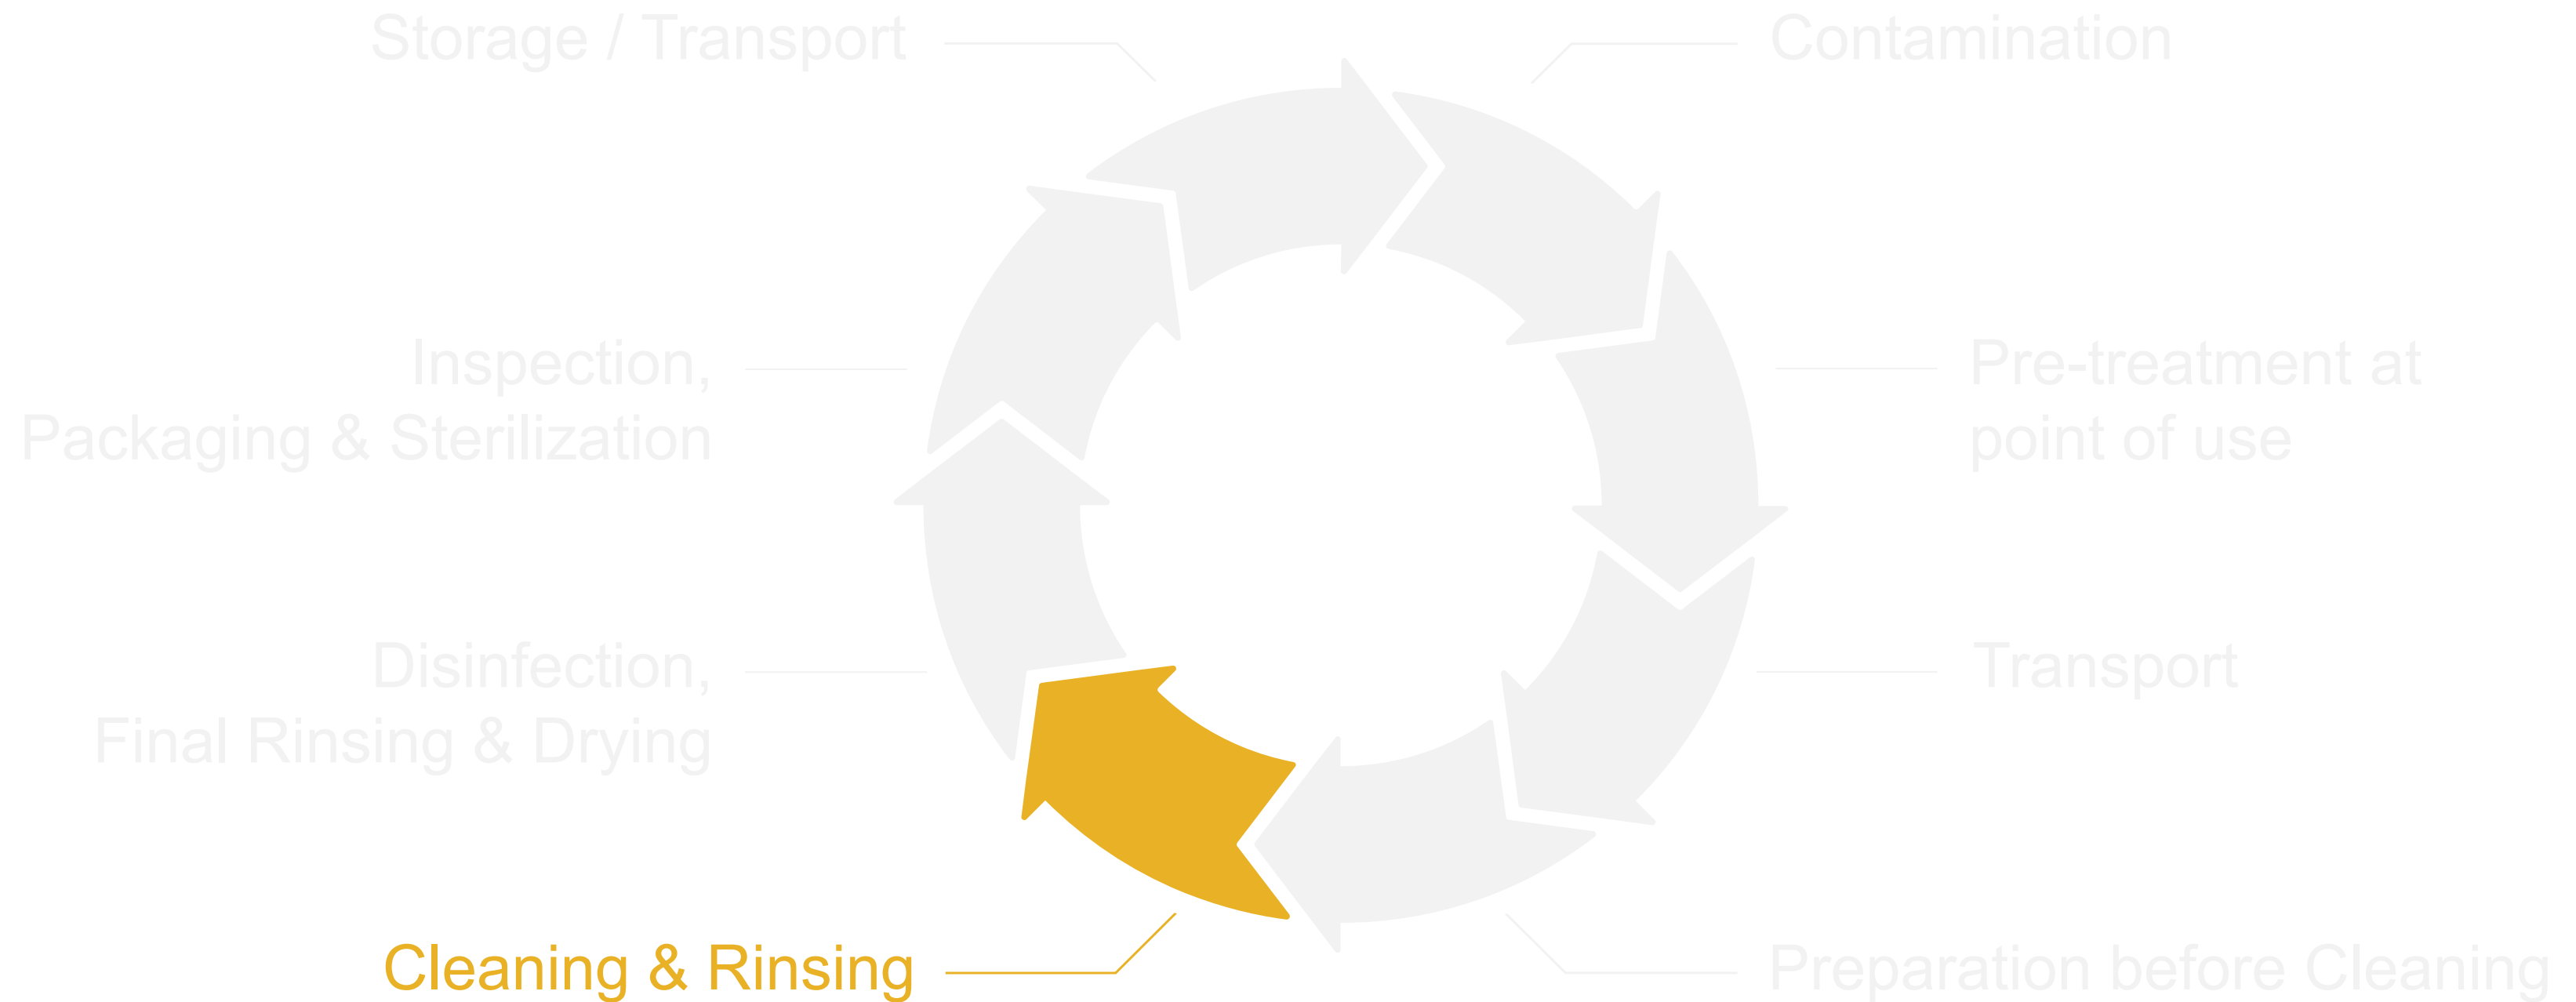 Storage / Transport
Contamination
Inspection,
Packaging & Sterilization
Pre-treatment at
point of use
Disinfection,
Final Rinsing & Drying
Transport
Cleaning & Rinsing
Preparation before Cleaning